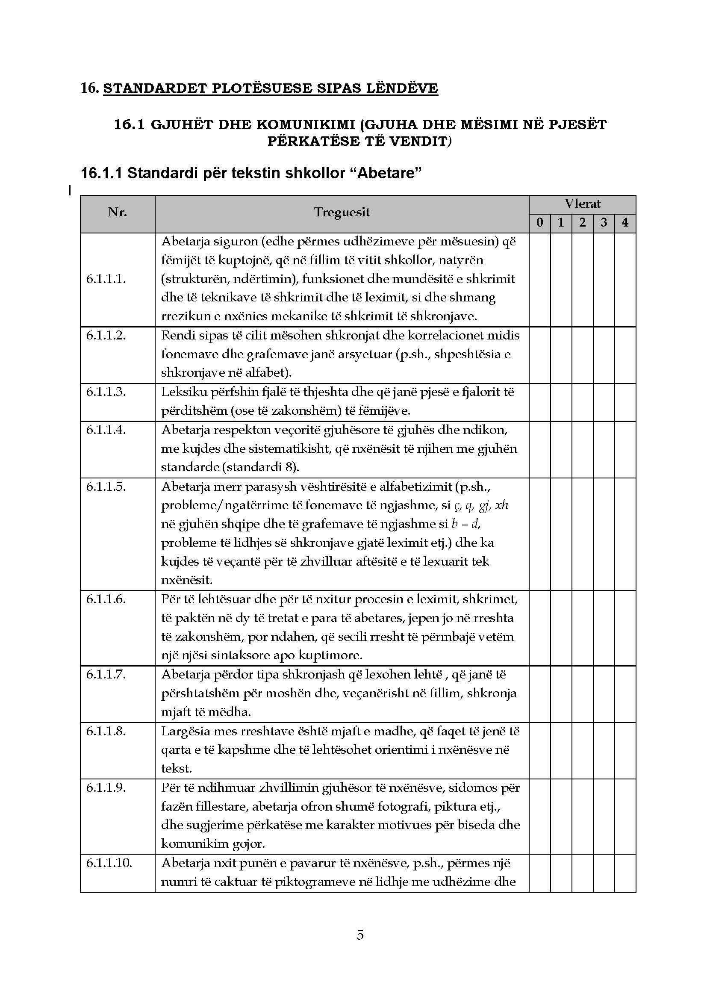 16. STANDARDET PLOTËSUESE SIPAS LËNDËVE
16.1 GJUHËT DHE KOMUNIKIMI (GJUHA DHE MËSIMI NË PJESËT
PËRKATËSE TË VENDIT)
16.1.1 Standardi për tekstin shkollor “Abetare”
Nr. Treguesit Vlerat
0 1 2 3 4
Abetarja siguron (edhe përmes udhëzimeve për mësuesin) që
fëmijët të kuptojnë, që në fillim të vitit shkollor, natyrën
6.1.1.1. (strukturën, ndërtimin), funksionet dhe mundësitë e shkrimit
dhe të teknikave të shkrimit dhe të leximit, si dhe shmang
rrezikun e nxënies mekanike të shkrimit të shkronjave.
6.1.1.2. Rendi sipas të cilit mësohen shkronjat dhe korrelacionet midis
fonemave dhe grafemave janë arsyetuar (p.sh., shpeshtësia e
shkronjave në alfabet).
6.1.1.3. Leksiku përfshin fjalë të thjeshta dhe që janë pjesë e fjalorit të
përditshëm (ose të zakonshëm) të fëmijëve.
6.1.1.4. Abetarja respekton veçoritë gjuhësore të gjuhës dhe ndikon,
me kujdes dhe sistematikisht, që nxënësit të njihen me gjuhën
standarde (standardi 8).
6.1.1.5. Abetarja merr parasysh vështirësitë e alfabetizimit (p.sh.,
probleme/ngatërrime të fonemave të ngjashme, si ç, q, gj, xh
në gjuhën shqipe dhe të grafemave të ngjashme si b – d,
probleme të lidhjes së shkronjave gjatë leximit etj.) dhe ka
kujdes të veçantë për të zhvilluar aftësitë e të lexuarit tek
nxënësit.
6.1.1.6. Për të lehtësuar dhe për të nxitur procesin e leximit, shkrimet,
të paktën në dy të tretat e para të abetares, jepen jo në rreshta
të zakonshëm, por ndahen, që secili rresht të përmbajë vetëm
një njësi sintaksore apo kuptimore.
6.1.1.7. Abetarja përdor tipa shkronjash që lexohen lehtë , që janë të
përshtatshëm për moshën dhe, veçanërisht në fillim, shkronja
mjaft të mëdha.
6.1.1.8. Largësia mes rreshtave është mjaft e madhe, që faqet të jenë të
qarta e të kapshme dhe të lehtësohet orientimi i nxënësve në
tekst.
6.1.1.9. Për të ndihmuar zhvillimin gjuhësor të nxënësve, sidomos për
fazën fillestare, abetarja ofron shumë fotografi, piktura etj.,
dhe sugjerime përkatëse me karakter motivues për biseda dhe
komunikim gojor.
6.1.1.10. Abetarja nxit punën e pavarur të nxënësve, p.sh., përmes një
numri të caktuar të piktogrameve në lidhje me udhëzime dhe
5